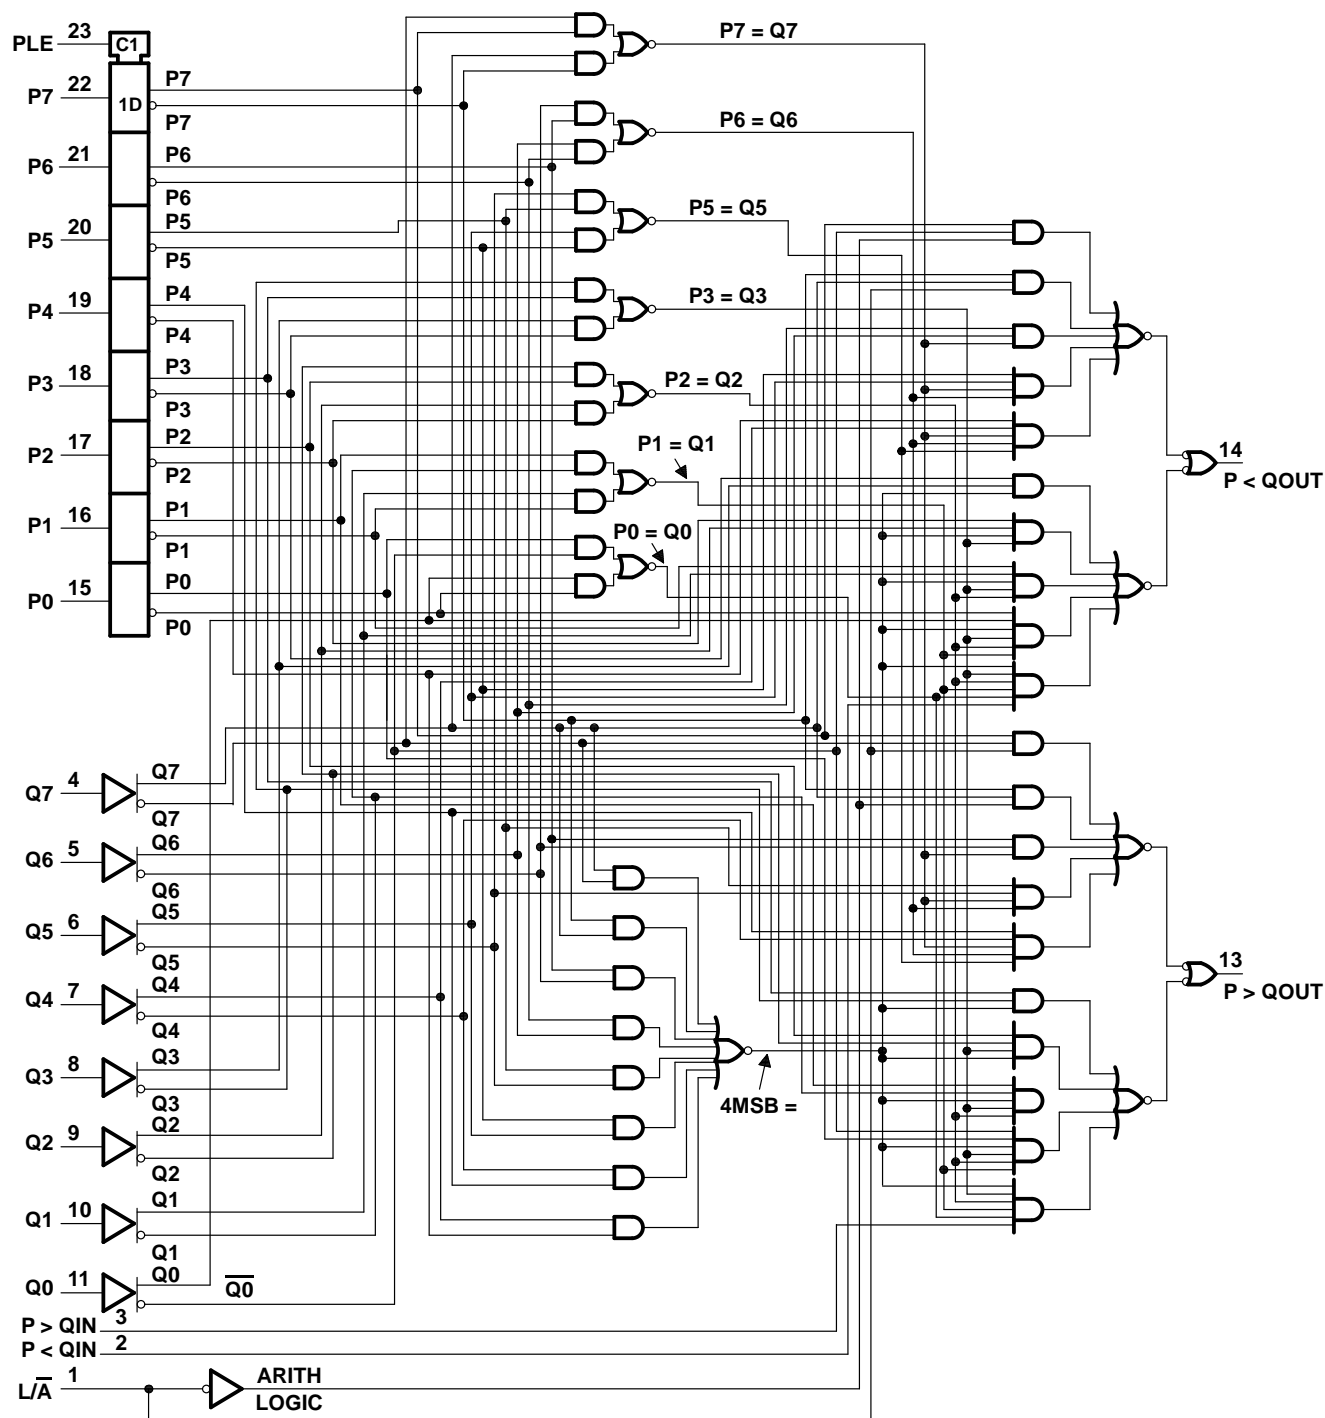 PLE 23 C1
P7 22 1D P7
P7
P6 21 P6
P6
P5 20 P5
P5
P4 19 P4
P4
P3 18 P3
P3
P2 17 P2
P2
P1 16 P1
P1
P0 15 P0
P0
P7 = Q7
P6 = Q6
P5 = Q5
P3 = Q3
P2 = Q2
P1 = Q1
P0 = Q0
14
P < QOUT
Q7 4 Q7
Q7
Q6 5 Q6
Q6
Q5 6 Q5
Q5
Q4 7 Q4
Q4
Q3 8 Q3
Q3
Q2 9 Q2
Q2
Q1 10 Q1
Q1
Q0 11 Q0
Q̅0̅
4MSB =
13
P > QOUT
P > QIN 3
P < QIN 2
L/A̅ 1
ARITH
LOGIC